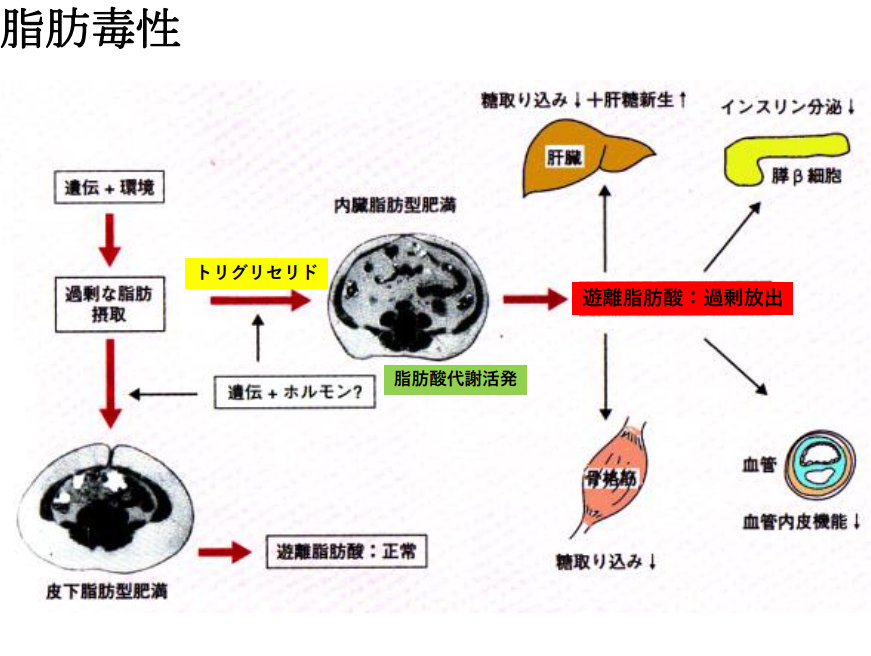 脂肪毒性
糖取り込み↓＋肝糖新生↑
インスリン分泌↓
肝臓
膵β細胞
遺伝＋環境
内臓脂肪型肥満
トリグリセリド
過剰な脂肪
摂取
遊離脂肪酸：過剰放出
脂肪酸代謝活発
遺伝＋ホルモン?
血管
骨格筋
血管内皮機能↓
遊離脂肪酸：正常
糖取り込み↓
皮下脂肪型肥満